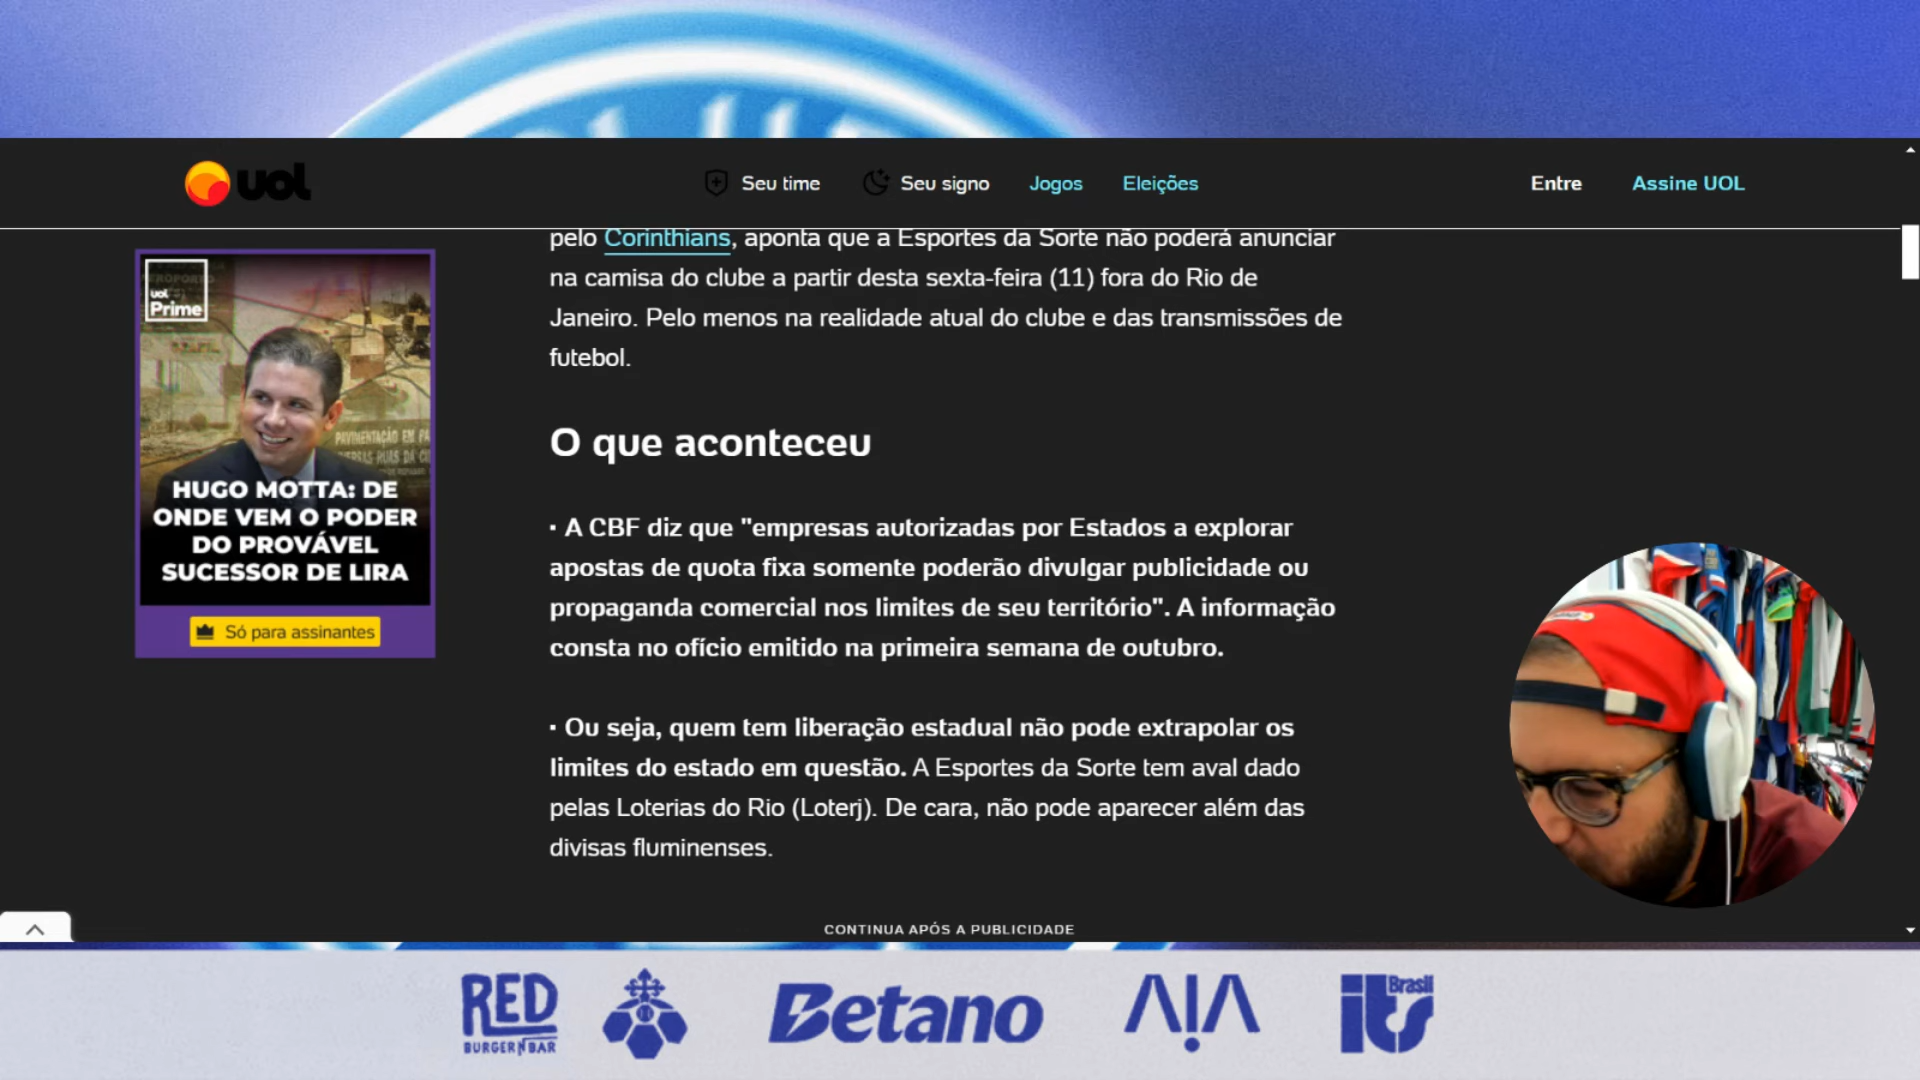 uol
Seu time
Seu signo
Jogos
Eleições
Entre
Assine UOL
uol
Prime
PAVIMENTAÇÃO EM
HUGO MOTTA: DE
ONDE VEM O PODER
DO PROVÁVEL
SUCESSOR DE LIRA
Só para assinantes
pelo Corinthians, aponta que a Esportes da Sorte não poderá anunciar
na camisa do clube a partir desta sexta-feira (11) fora do Rio de
Janeiro. Pelo menos na realidade atual do clube e das transmissões de
futebol.
O que aconteceu
· A CBF diz que "empresas autorizadas por Estados a explorar
apostas de quota fixa somente poderão divulgar publicidade ou
propaganda comercial nos limites de seu território". A informação
consta no ofício emitido na primeira semana de outubro.
· Ou seja, quem tem liberação estadual não pode extrapolar os
limites do estado em questão. A Esportes da Sorte tem aval dado
pelas Loterias do Rio (Loterj). De cara, não pode aparecer além das
divisas fluminenses.
CONTINUA APÓS A PUBLICIDADE
RED
BURGER N' BAR
Betano
its Brasil